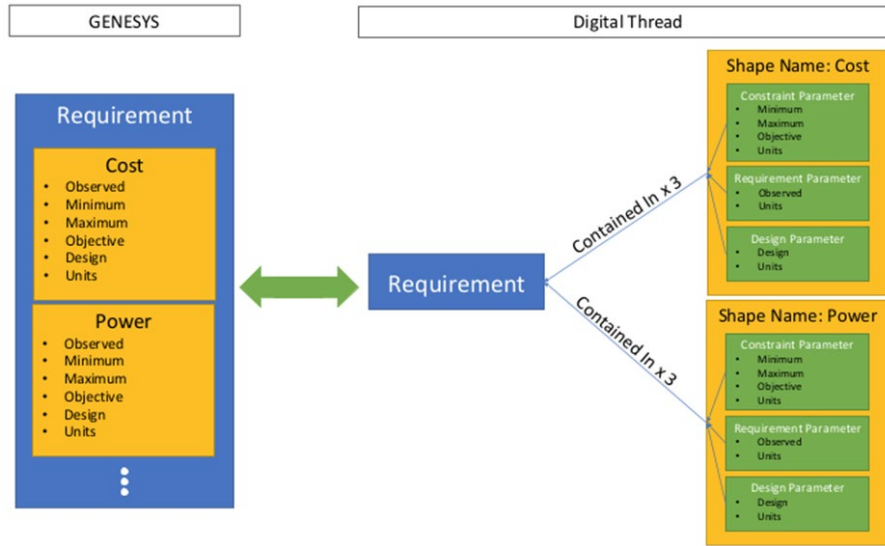 GENESYS
Digital Thread
Requirement
Cost
• Observed
• Minimum
• Maximum
• Objective
• Design
• Units
Power
• Observed
• Minimum
• Maximum
• Objective
• Design
• Units
Requirement
Contained In x 3
Contained In x 3
Shape Name: Cost
Constraint Parameter
• Minimum
• Maximum
• Objective
• Units
Requirement Parameter
• Observed
• Units
Design Parameter
• Design
• Units
Shape Name: Power
Constraint Parameter
• Minimum
• Maximum
• Objective
• Units
Requirement Parameter
• Observed
• Units
Design Parameter
• Design
• Units